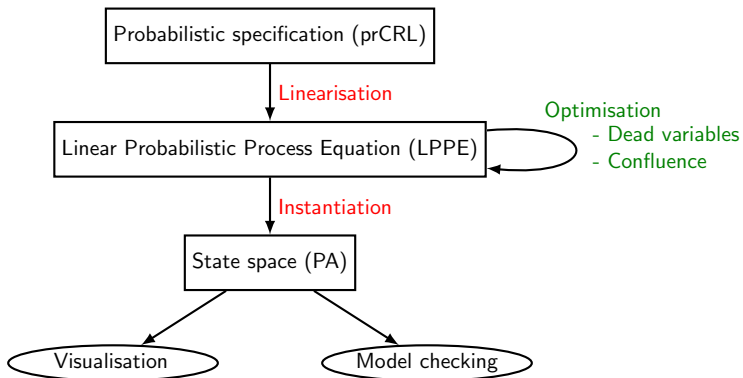 Probabilistic specification (prCRL)
Linearisation
Optimisation
- Dead variables
- Confluence
Linear Probabilistic Process Equation (LPPE)
Instantiation
State space (PA)
Visualisation
Model checking